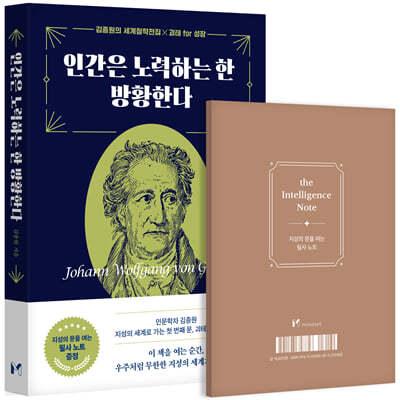 김종원의 세계철학전집×괴테 for 성장
인간은 노력하는 한
방황한다
Johann Wolfgang von G
인문학자 김종원
지성의 세계로 가는 첫 번째 문, 괴테
이 책을 여는 순간,
우주처럼 무한한 지성의 세계
지성의 문을 여는
필사 노트
증정
인간은 노력하는 한 방황한다
김종원 지음
the
Intelligence
Note
지성의 문을 여는
필사 노트
mindset